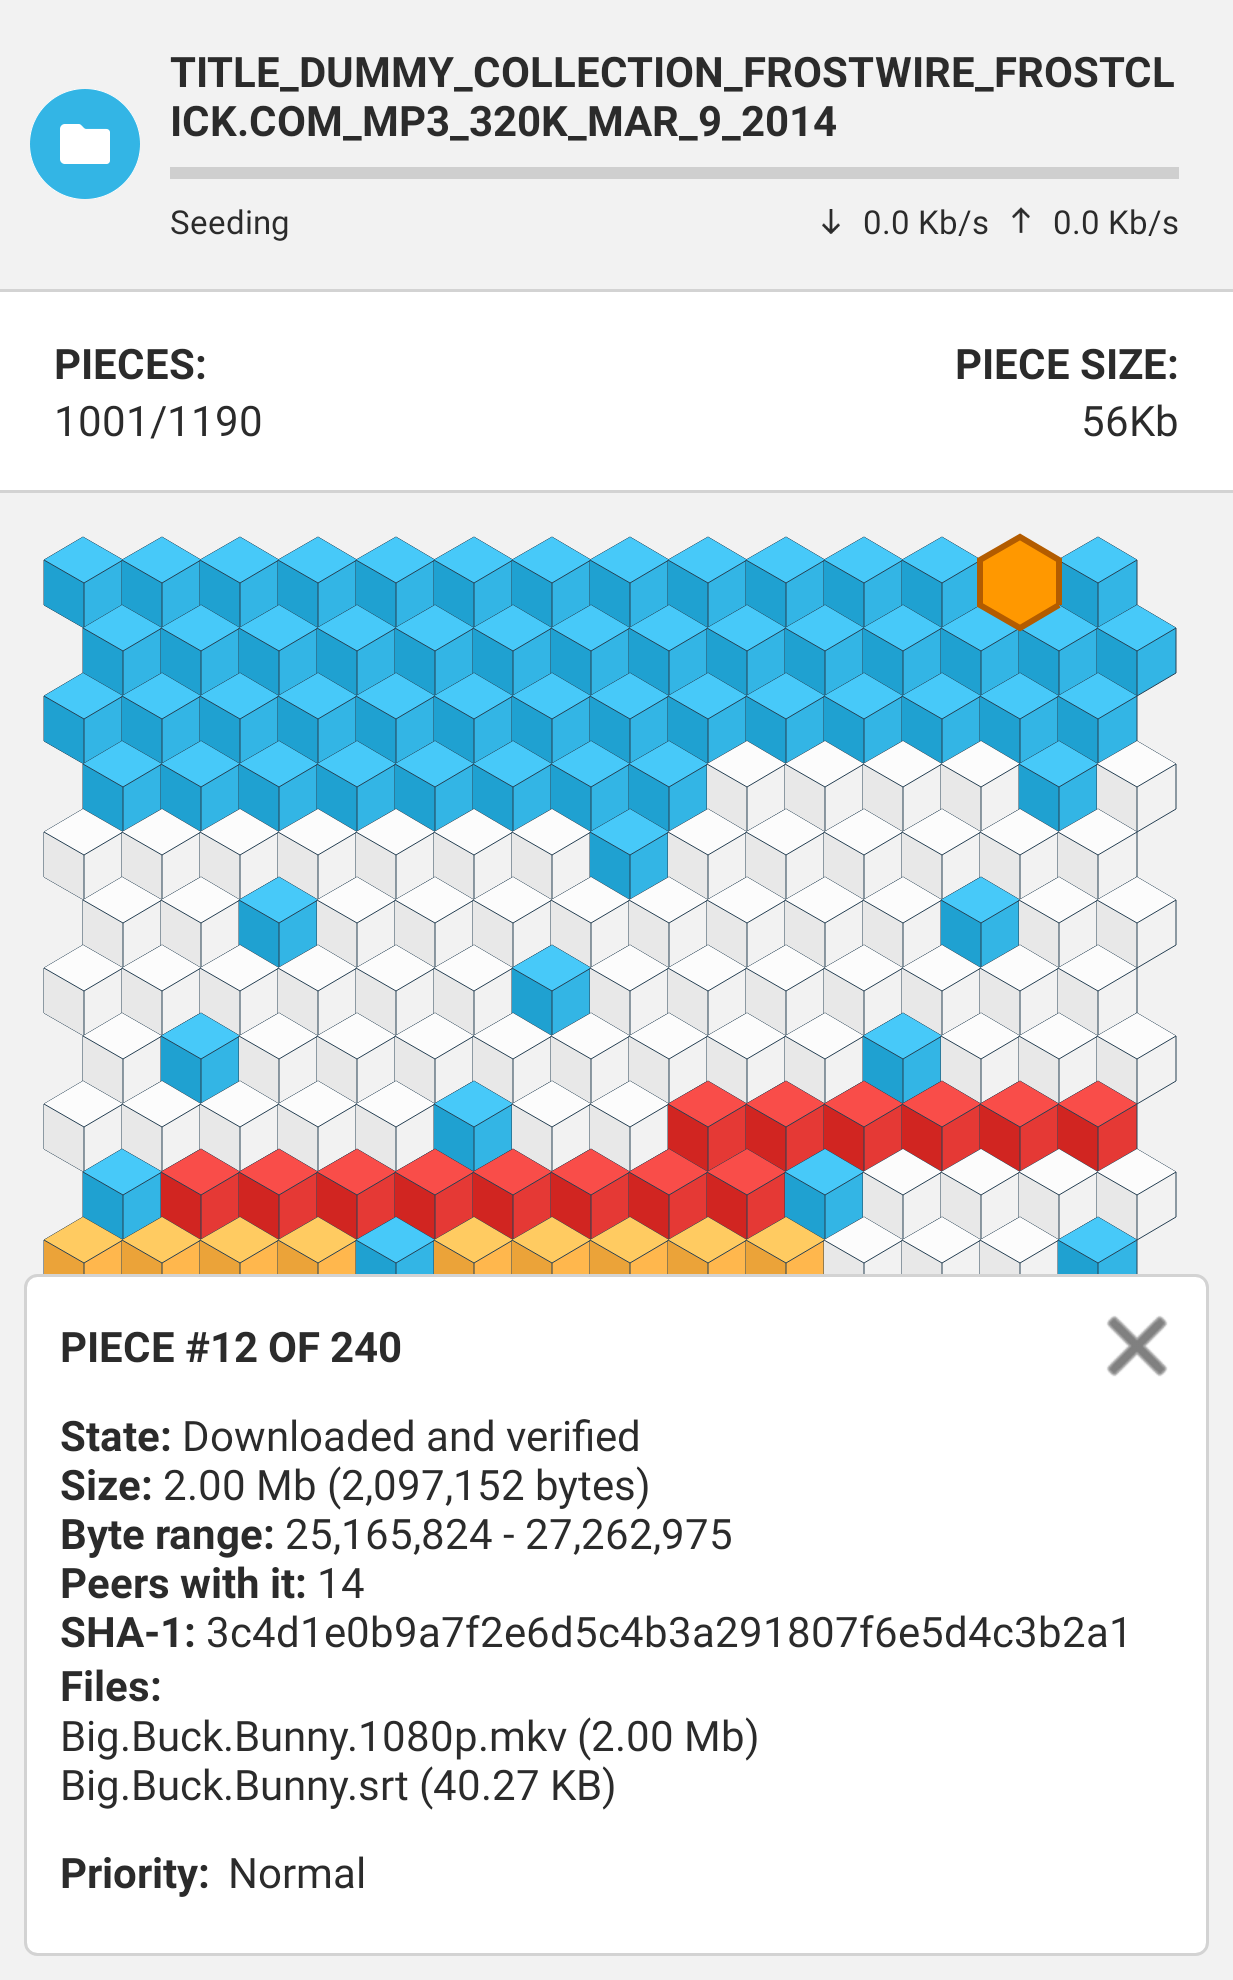 TITLE_DUMMY_COLLECTION_FROSTWIRE_FROSTCL
ICK.COM_MP3_320K_MAR_9_2014
Seeding ↓ 0.0 Kb/s ↑ 0.0 Kb/s
PIECES: PIECE SIZE:
1001/1190 56Kb
PIECE #12 OF 240
State: Downloaded and verified
Size: 2.00 Mb (2,097,152 bytes)
Byte range: 25,165,824 - 27,262,975
Peers with it: 14
SHA-1: 3c4d1e0b9a7f2e6d5c4b3a291807f6e5d4c3b2a1
Files:
Big.Buck.Bunny.1080p.mkv (2.00 Mb)
Big.Buck.Bunny.srt (40.27 KB)
Priority: Normal